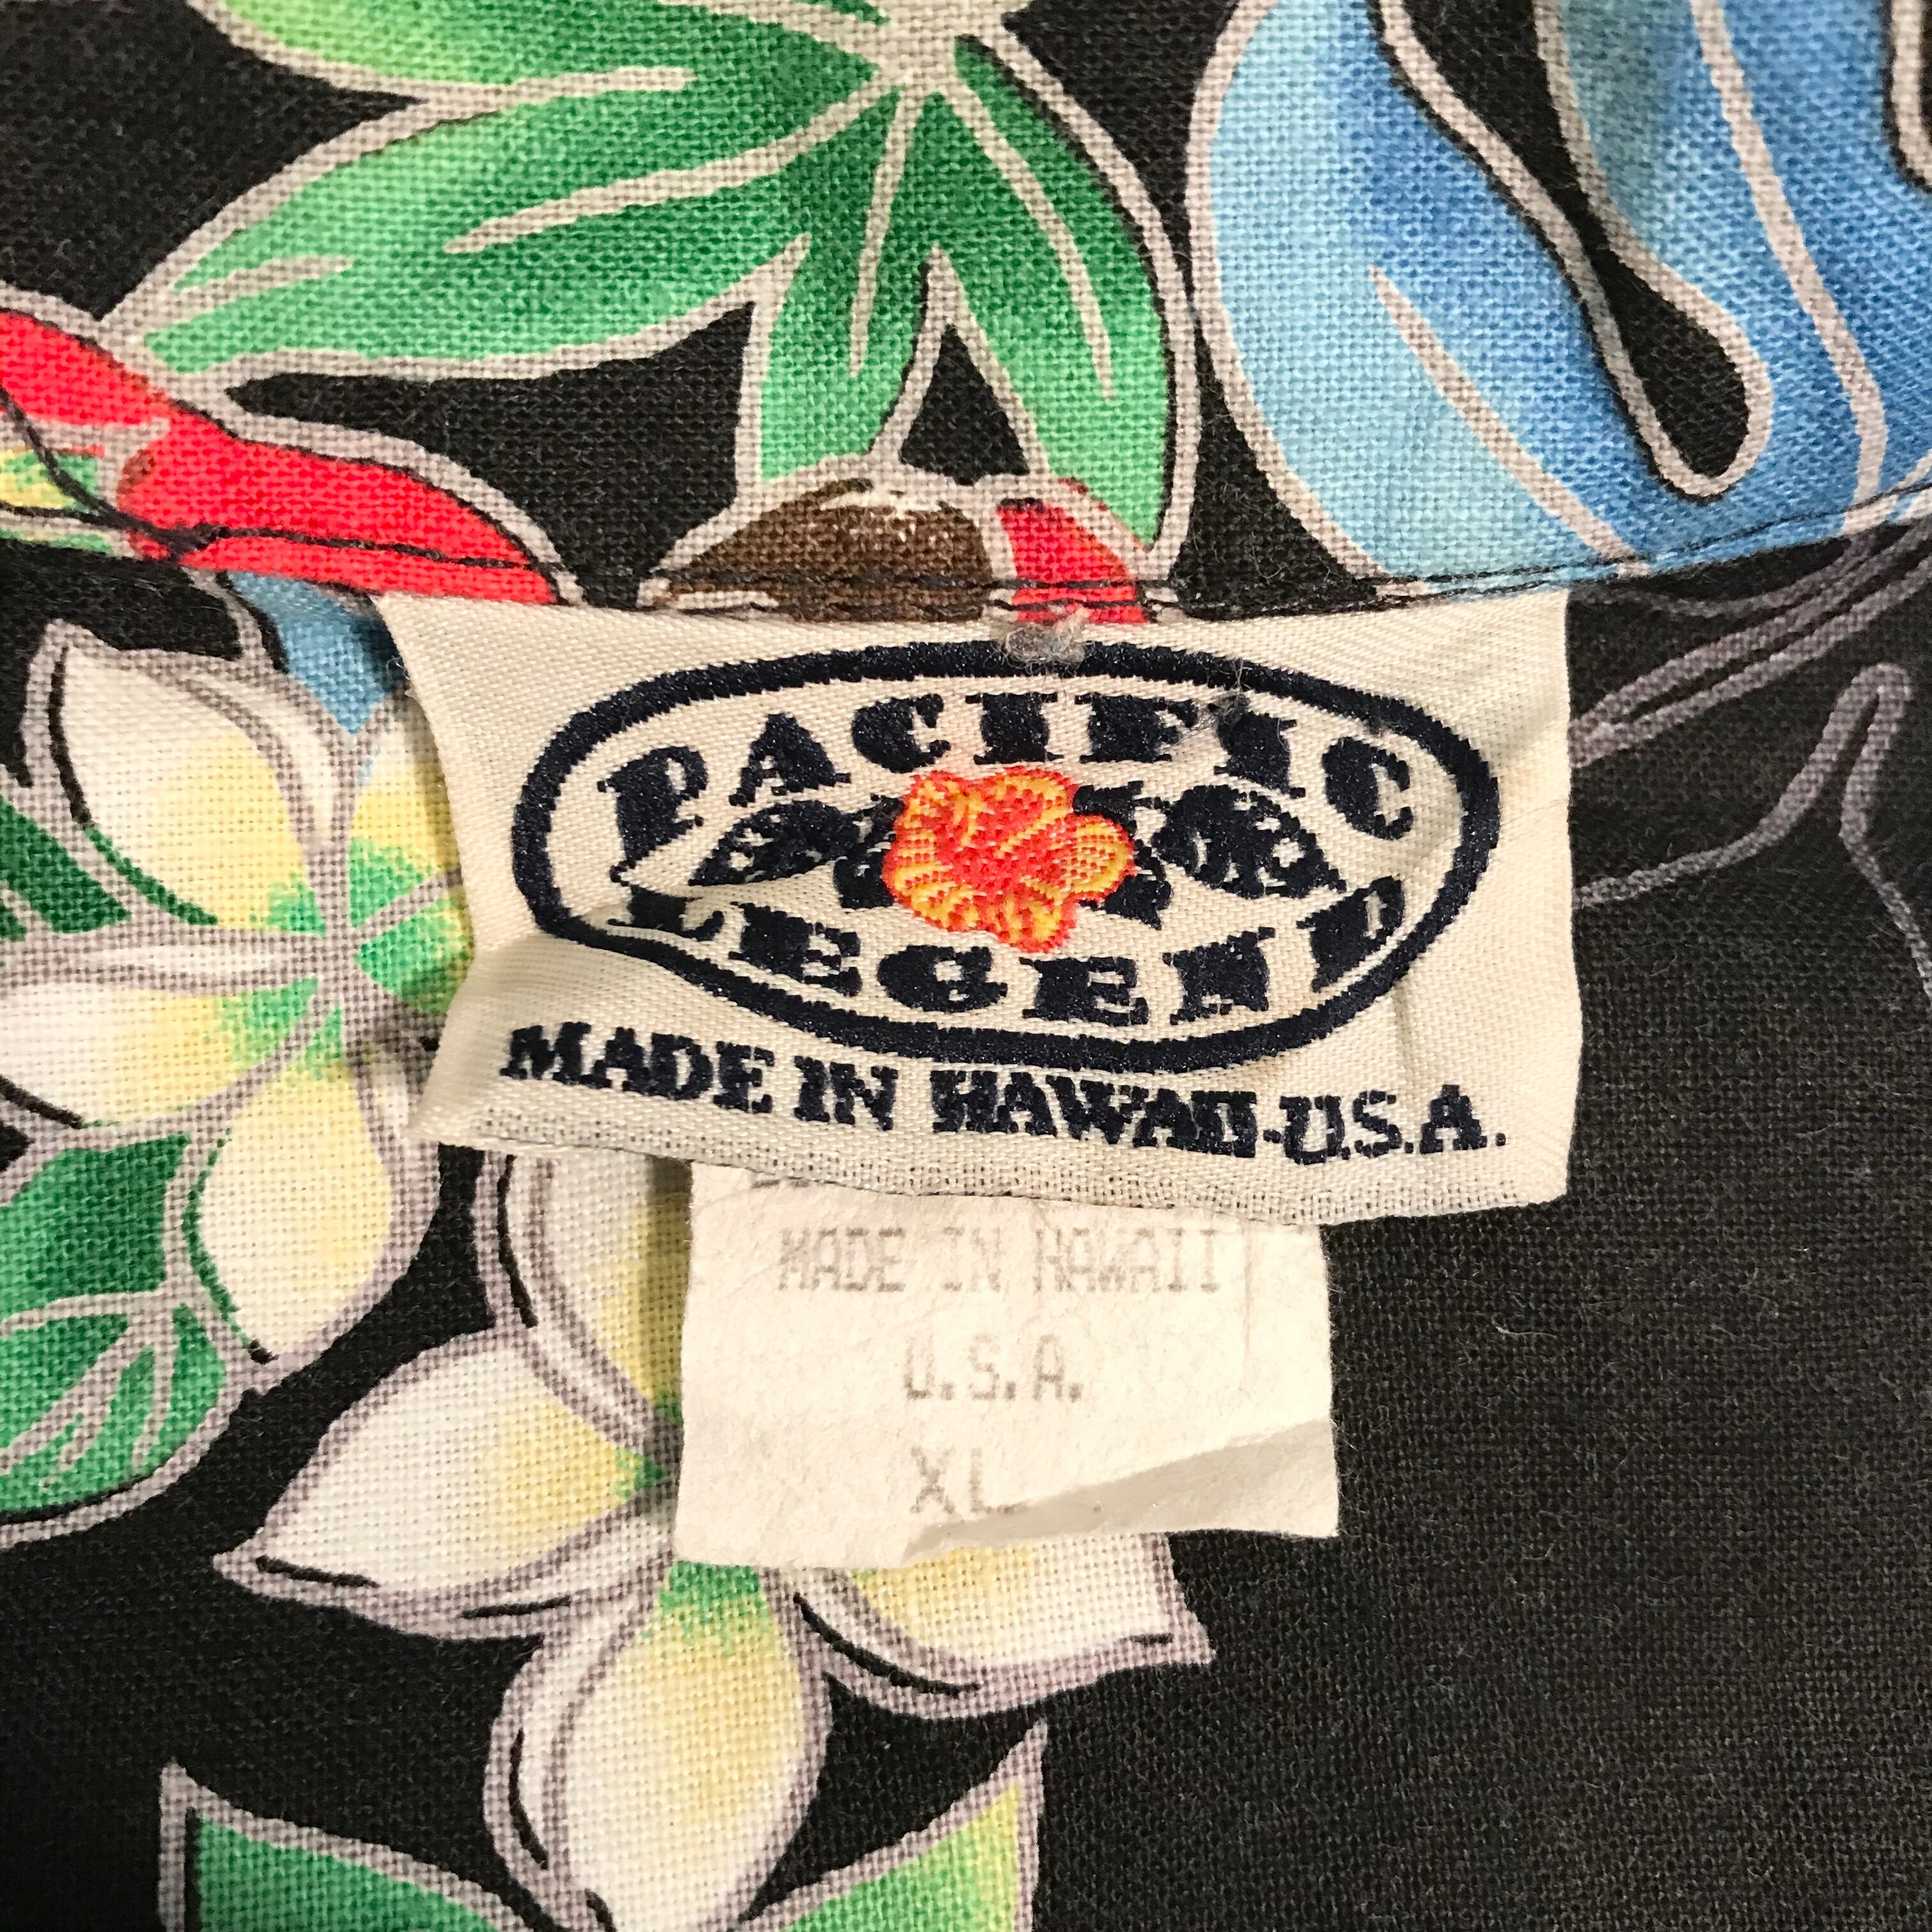 PACIFIC
LEGEND
MADE IN HAWAII-U.S.A.
MADE IN HAWAII
U.S.A.
XL